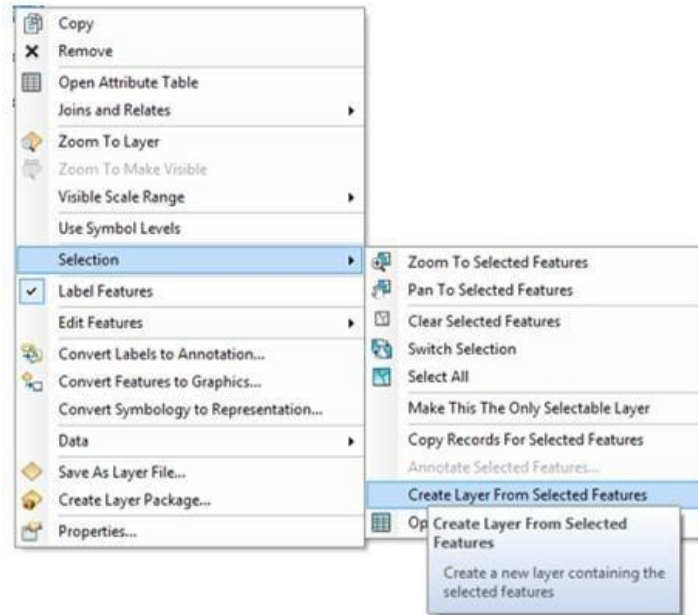 Copy
Remove
Open Attribute Table
Joins and Relates
Zoom To Layer
Zoom To Make Visible
Visible Scale Range
Use Symbol Levels
Selection
Label Features
Edit Features
Convert Labels to Annotation...
Convert Features to Graphics...
Convert Symbology to Representation...
Data
Save As Layer File...
Create Layer Package...
Properties...
Zoom To Selected Features
Pan To Selected Features
Clear Selected Features
Switch Selection
Select All
Make This The Only Selectable Layer
Copy Records For Selected Features
Annotate Selected Features...
Create Layer From Selected Features
Op
Create Layer From Selected
Features
Create a new layer containing the
selected features